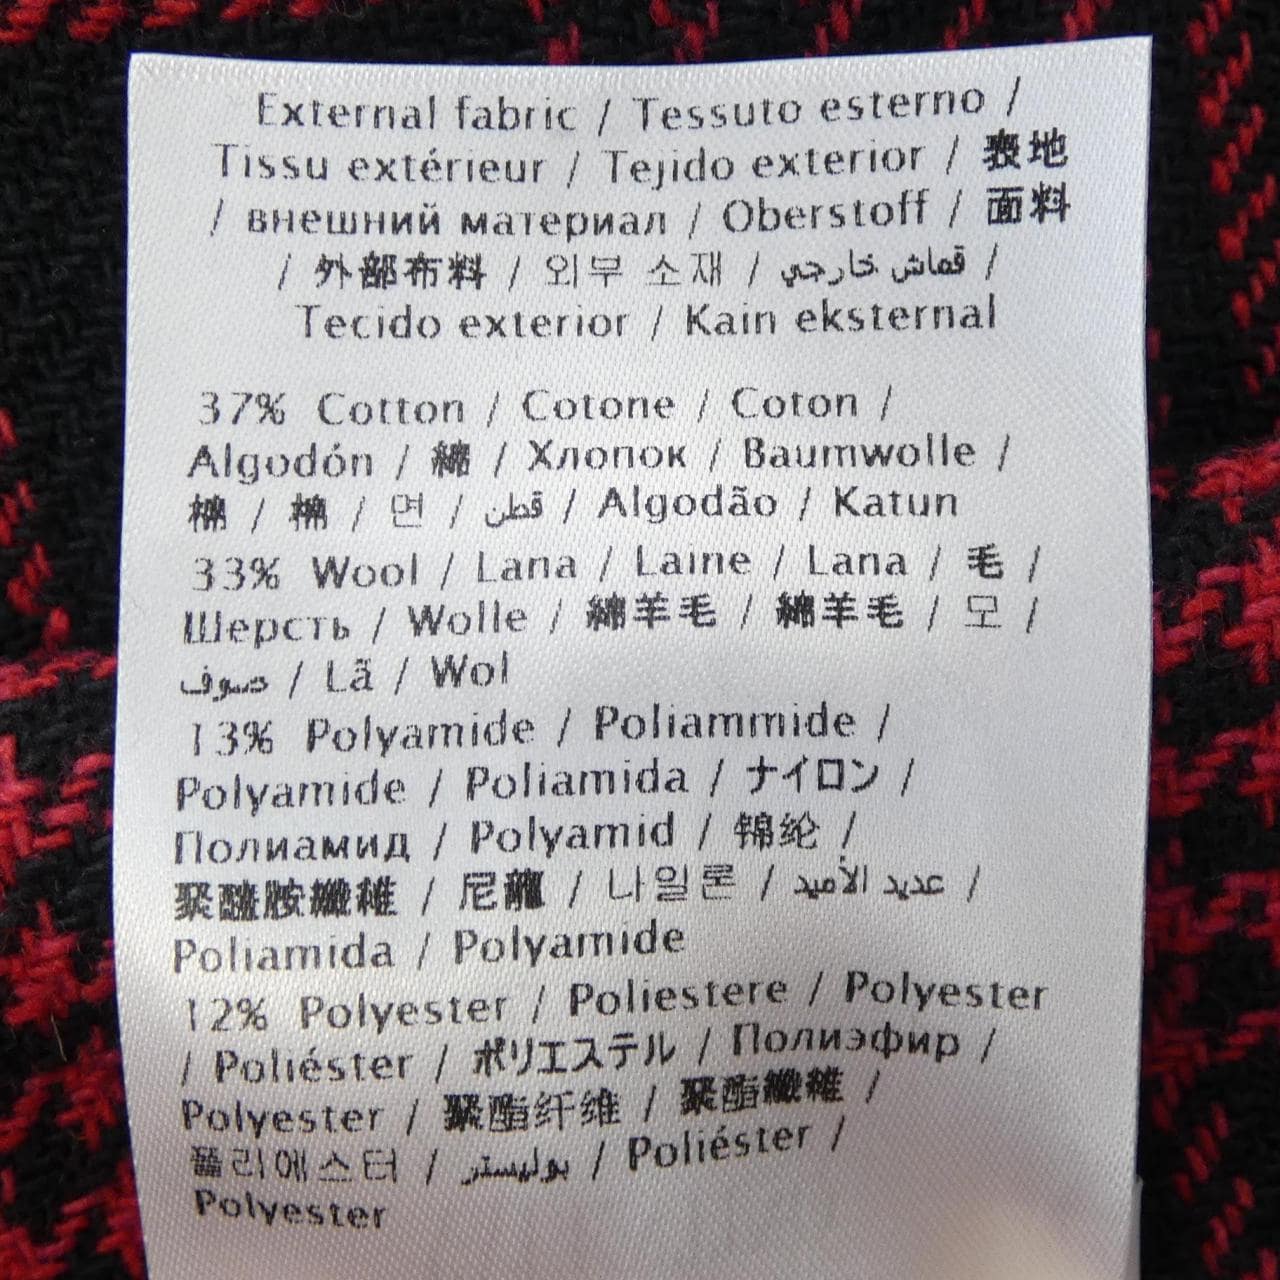 External fabric / Tessuto esterno /
Tissu extérieur / Tejido exterior / 表地
/ внешний материал / Oberstoff / 面料
/ 外部布料 / 외부 소재 / قماش خارجي /
Tecido exterior / Kain eksternal
37% Cotton / Cotone / Coton /
Algodón / 綿 / Хлопок / Baumwolle /
棉 / 棉 / 면 / قطن / Algodão / Katun
33% Wool / Lana / Laine / Lana / 毛 /
Шерсть / Wolle / 綿羊毛 / 綿羊毛 / 모 /
صوف / Lã / Wol
13% Polyamide / Poliammide /
Polyamide / Poliamida / ナイロン /
Полиамид / Polyamid / 锦纶 /
聚醯胺纖維 / 尼龍 / 나일론 / عديد الأميد /
Poliamida / Polyamide
12% Polyester / Poliestere / Polyester
/ Poliéster / ポリエステル / Полиэфир /
Polyester / 聚酯纤维 / 聚酯纖維 /
폴리에스터 / بوليستر / Poliéster /
Polyester